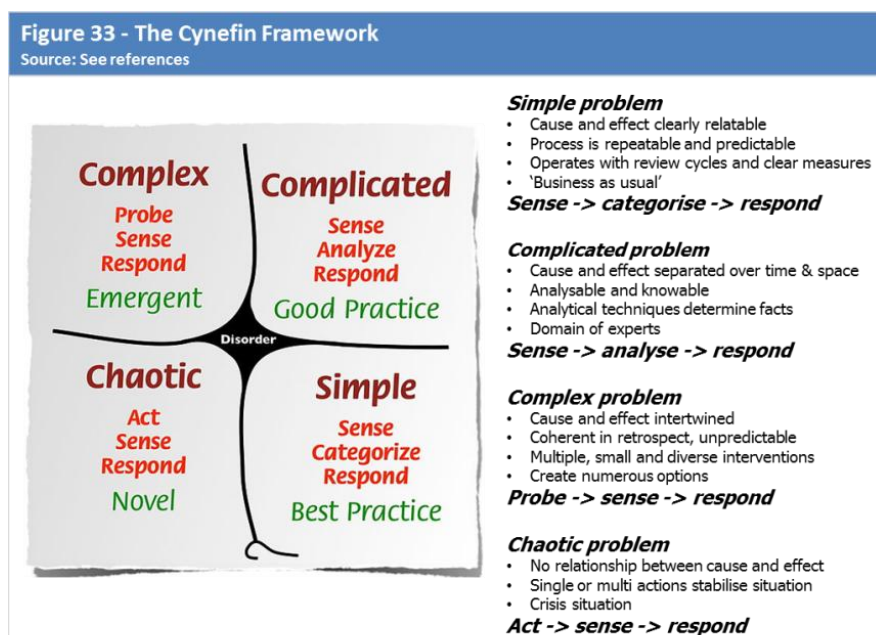 Figure 33 - The Cynefin Framework
Source: See references
Complex
Probe
Sense
Respond
Emergent
Complicated
Sense
Analyze
Respond
Good Practice
Disorder
Chaotic
Act
Sense
Respond
Novel
Simple
Sense
Categorize
Respond
Best Practice
Simple problem
• Cause and effect clearly relatable
• Process is repeatable and predictable
• Operates with review cycles and clear measures
• ‘Business as usual’
Sense -> categorise -> respond
Complicated problem
• Cause and effect separated over time & space
• Analysable and knowable
• Analytical techniques determine facts
• Domain of experts
Sense -> analyse -> respond
Complex problem
• Cause and effect intertwined
• Coherent in retrospect, unpredictable
• Multiple, small and diverse interventions
• Create numerous options
Probe -> sense -> respond
Chaotic problem
• No relationship between cause and effect
• Single or multi actions stabilise situation
• Crisis situation
Act -> sense -> respond